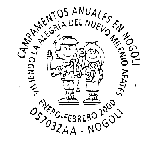 CAMPAMENTOS ANUALES EN NOGOLI
VIVIENDO LA ALEGRIA DEL NUEVO MILENIO
ENERO-FEBRERO 2000
D5703ZAA - NOGOLI